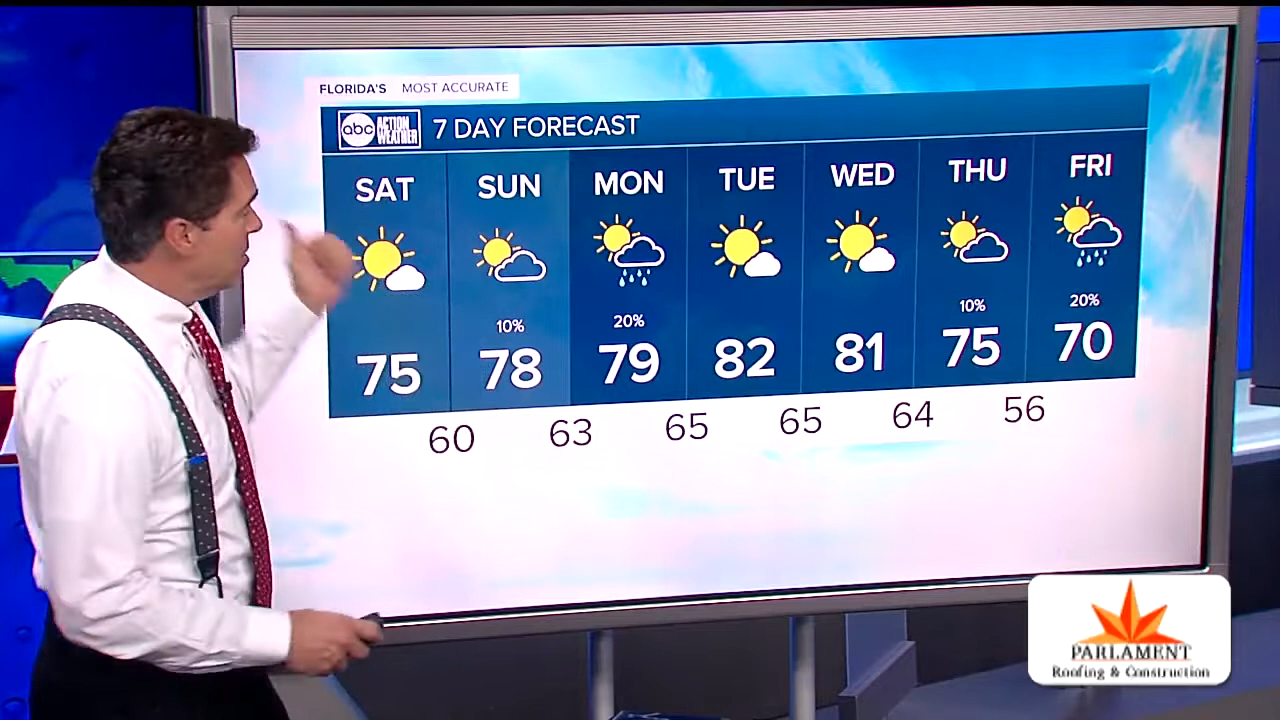 FLORIDA'S MOST ACCURATE
abc ACTION WEATHER 7 DAY FORECAST
SAT SUN MON TUE WED THU FRI
10% 20% 10% 20%
75 78 79 82 81 75 70
60 63 65 65 64 56
PARLAMENT
Roofing & Construction